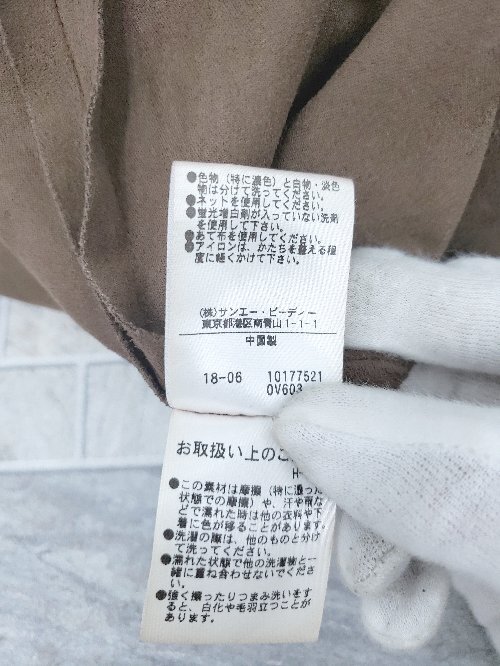 ●色物（特に濃色）と白物・淡色
物は分けて洗ってください。
●ネットを使用してください。
●蛍光増白剤が入っていない洗剤
を使用して下さい。
●あて布を使用してください。
●アイロンは、かたちを整える程
度に軽くかけて下さい。
(株)サンエー・ビーディー
東京都港区南青山1-1-1
中国製
18-06 10177521
0V603
お取扱い上のご
H-
●この素材は摩擦（特に湿った
状態での摩擦）や、汗や雨な
どで濡れた時は他の衣料や下
着に色が移ることがあります。
●洗濯の際は、他のものと分け
て洗ってください。
●濡れた状態で他の洗濯物と一
緒に重ね合わせないでくださ
い。
●強く擦ったりつまみ洗いをす
ると、白化や毛羽立つことが
あります。